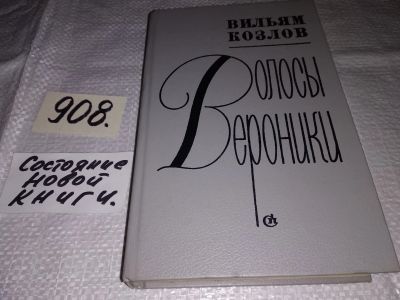 ВИЛЬЯМ
КОЗЛОВ
Волосы
Вероники
908.
Состояние
новой
книги.